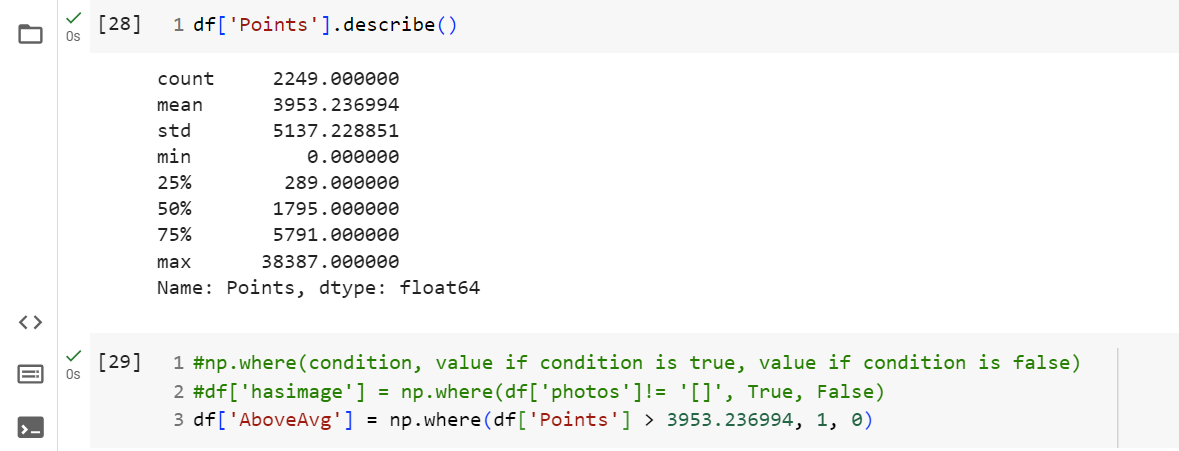 [28] 1 df['Points'].describe()
0s
count 2249.000000
mean 3953.236994
std 5137.228851
min 0.000000
25% 289.000000
50% 1795.000000
75% 5791.000000
max 38387.000000
Name: Points, dtype: float64
[29] 1 #np.where(condition, value if condition is true, value if condition is false)
0s
2 #df['hasimage'] = np.where(df['photos']!= '[]', True, False)
3 df['AboveAvg'] = np.where(df['Points'] > 3953.236994, 1, 0)